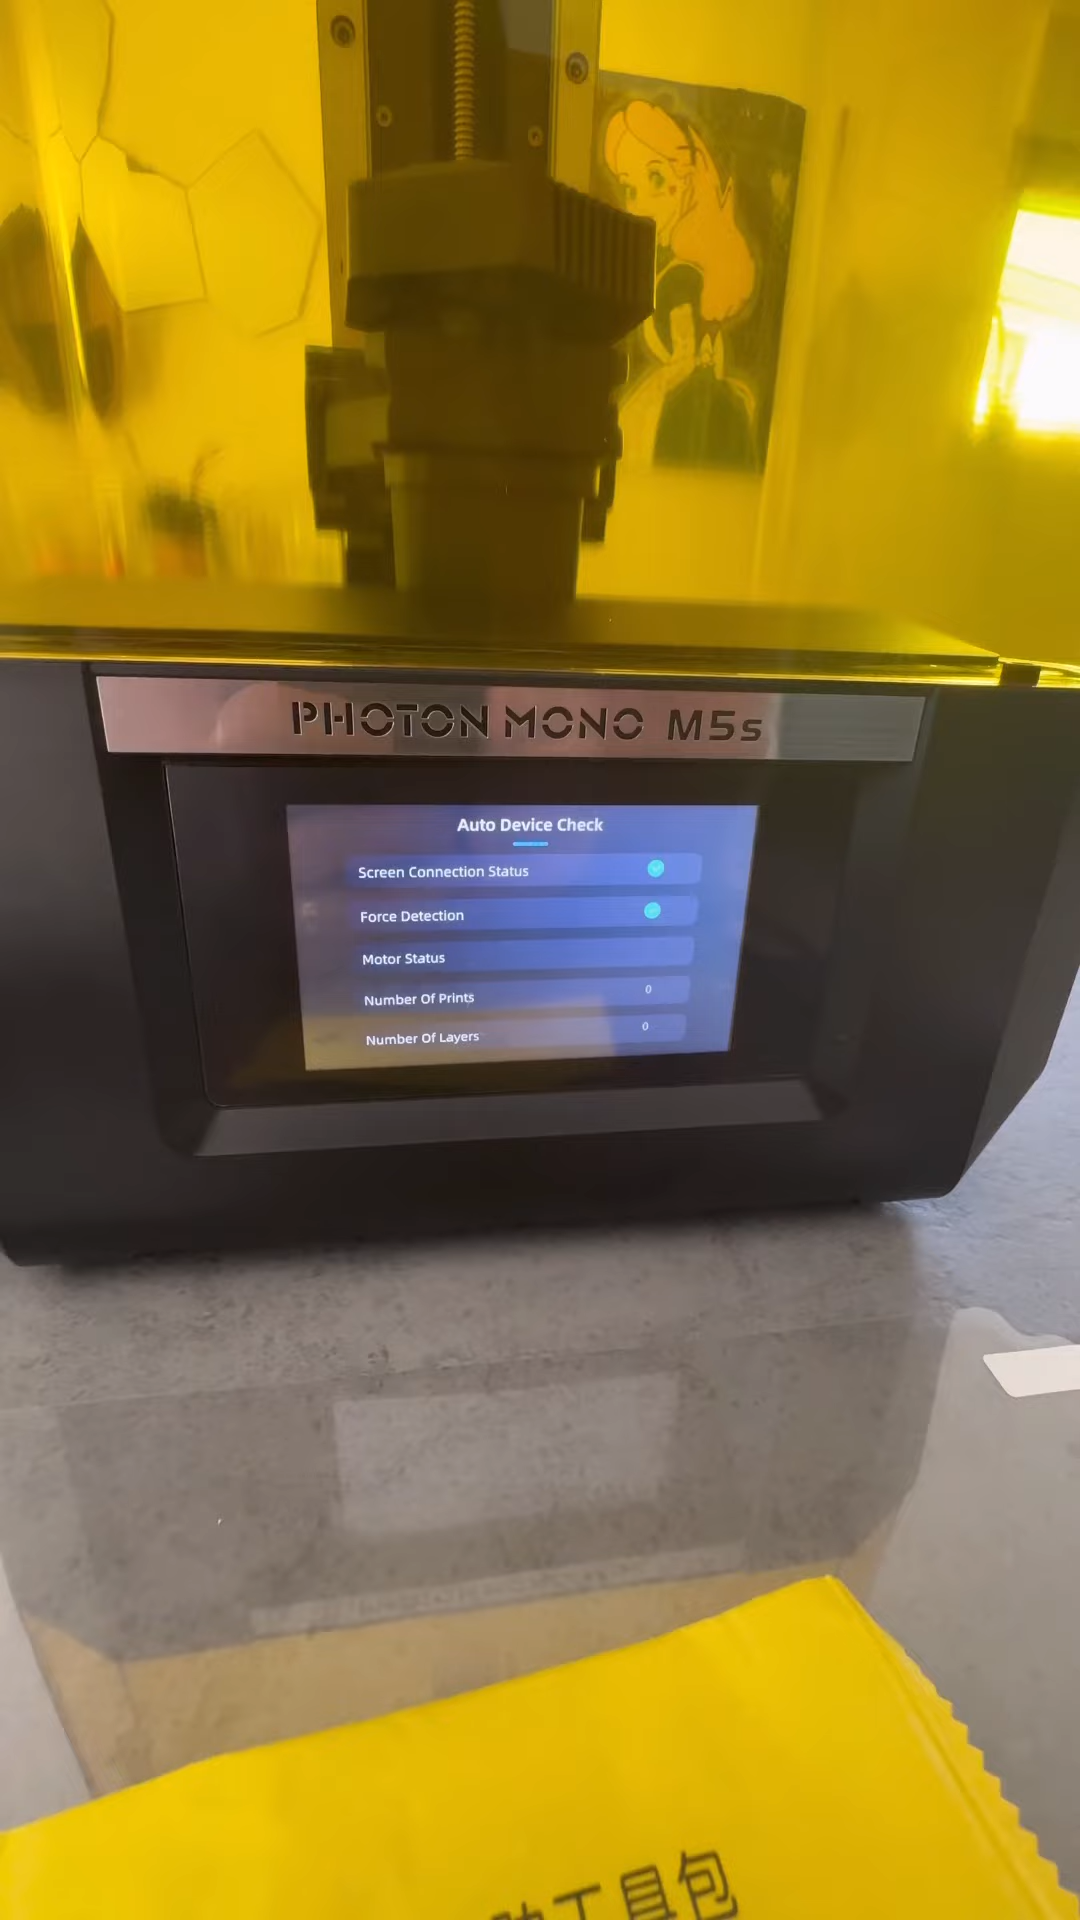 PHOTON MONO M5s
Auto Device Check
Screen Connection Status
Force Detection
Motor Status
Number Of Prints 0
Number Of Layers 0
工具包